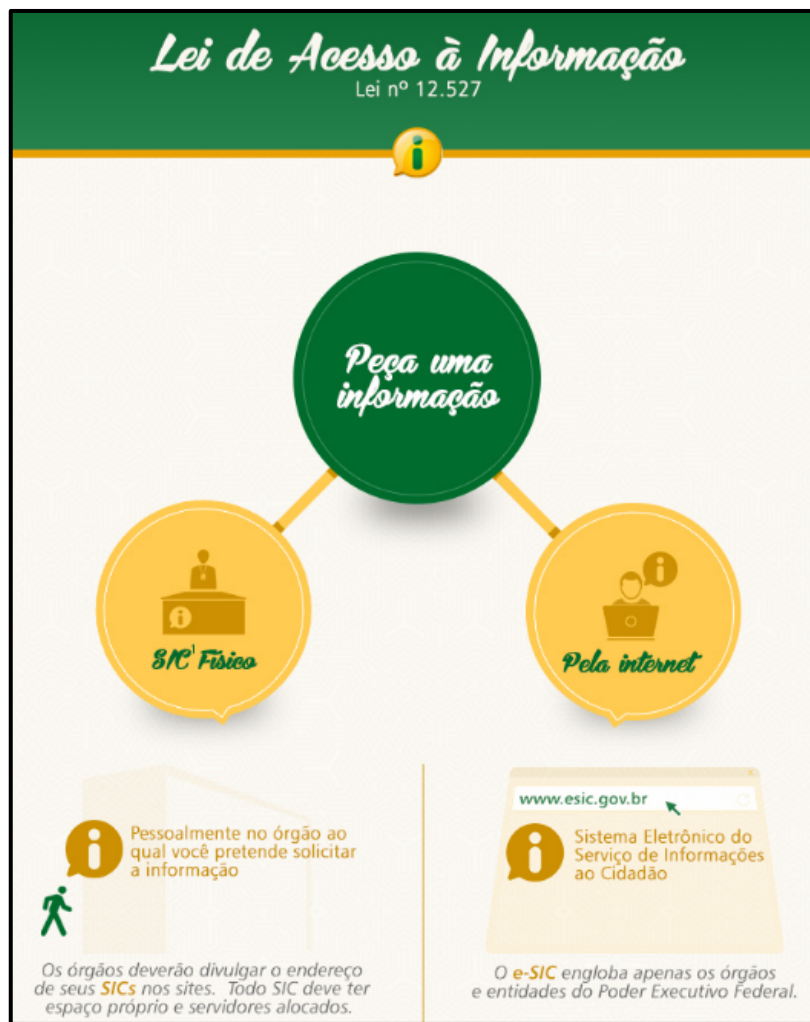 Lei de Acesso à Informação
Lei nº 12.527
Peça uma
informação
SIC¹ Físico
Pela internet
Pessoalmente no órgão ao
qual você pretende solicitar
a informação
Os órgãos deverão divulgar o endereço
de seus SICs nos sites. Todo SIC deve ter
espaço próprio e servidores alocados.
www.esic.gov.br
Sistema Eletrônico do
Serviço de Informações
ao Cidadão
O e-SIC engloba apenas os órgãos
e entidades do Poder Executivo Federal.